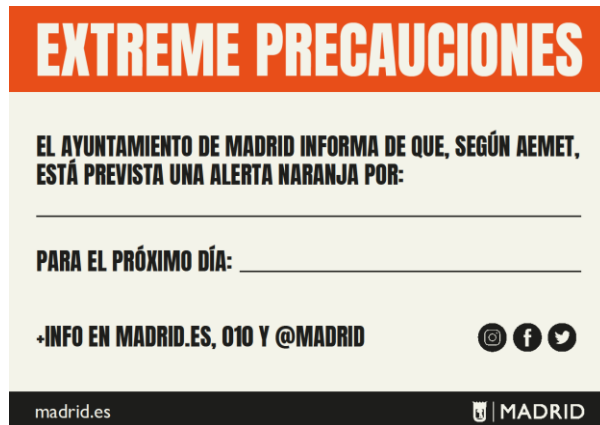 EXTREME PRECAUCIONES
EL AYUNTAMIENTO DE MADRID INFORMA DE QUE, SEGÚN AEMET,
ESTÁ PREVISTA UNA ALERTA NARANJA POR:
PARA EL PRÓXIMO DÍA:
+INFO EN MADRID.ES, 010 Y @MADRID
madrid.es
MADRID